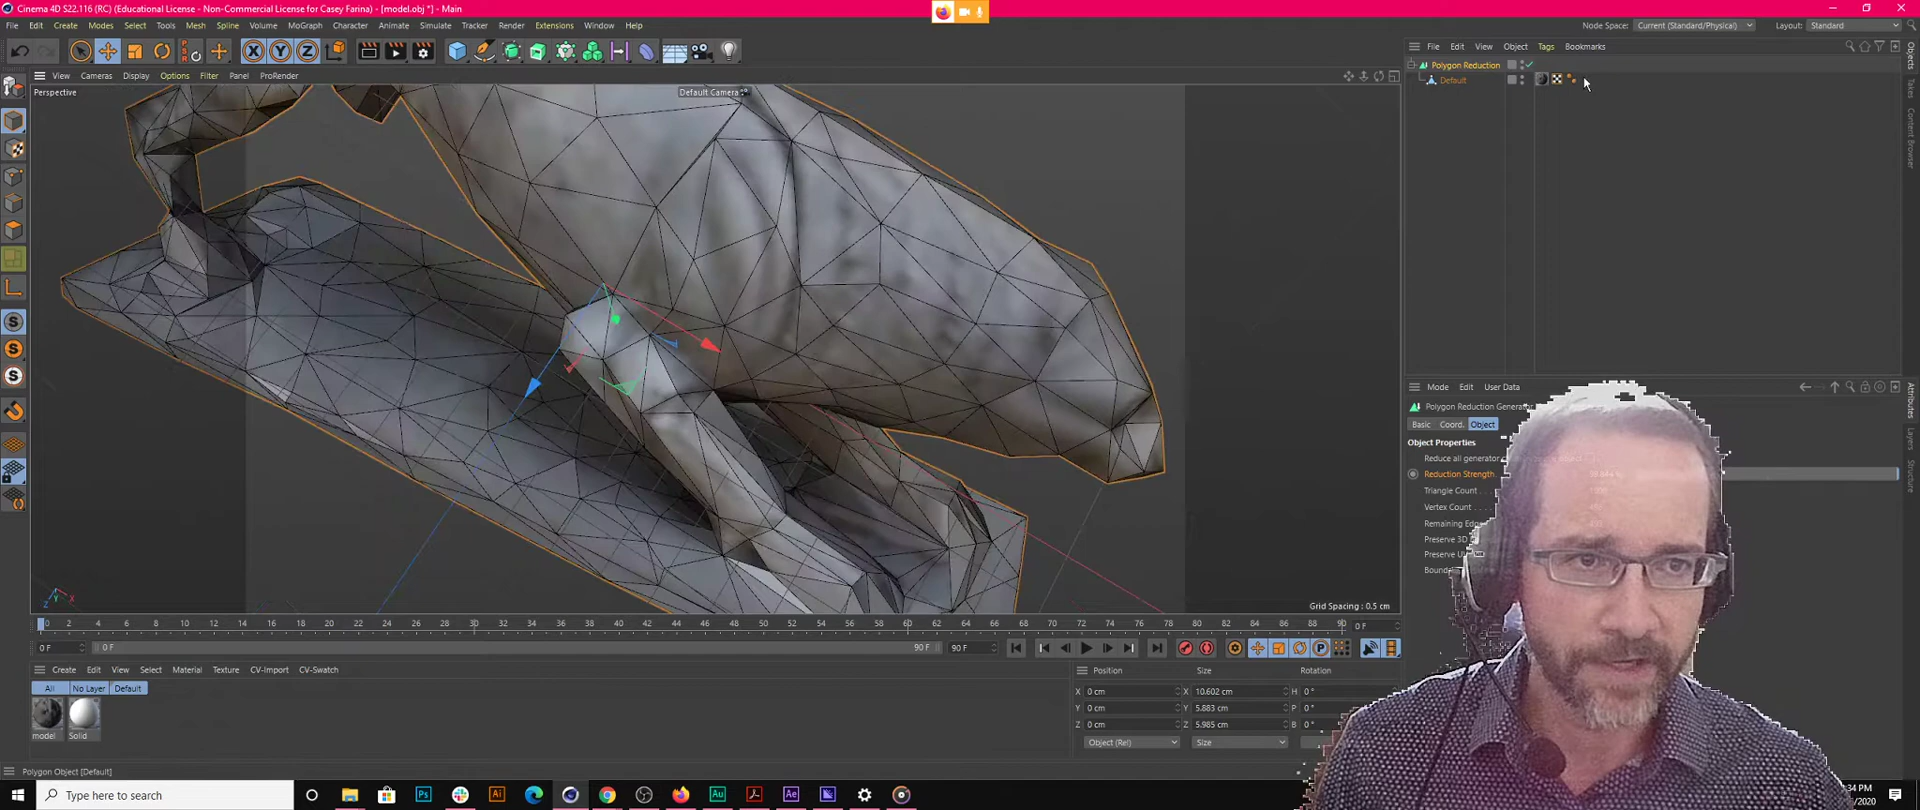 Cinema 4D S22.116 (RC) (Educational License - Non-Commercial License for Casey Farina) - [model.obj *] - Main
File Edit Create Modes Select Tools Mesh Spline Volume MoGraph Character Animate Simulate Tracker Render Extensions Window Help
Node Space: Current (Standard/Physical) Layout: Standard
View Cameras Display Options Filter Panel ProRender
Perspective
Default Camera
File Edit View Object Tags Bookmarks
Polygon Reduction
Default
Objects
Takes
Content Browser
Mode Edit User Data
Polygon Reduction Generator
Basic Coord. Object
Object Properties
Reduce all generator
Reduction Strength
Triangle Count
Vertex Count
Preserve 3D
Attributes
Layers
Structure
Grid Spacing : 0.5 cm
0 2 4 6 8 10 12 14 16 18 20 22 24 26 28 30 32 34 36 38 40 42 44 46 48 50 52 54 56 58 60 62 64 66 68 70 72 74 76 78 80 82 84 86 88 90 0 F
0 F 0 F 90 F 90 F
Create Edit View Select Material Texture CV-Import CV-Swatch
All No Layer Default
model Solid
Position Size Rotation
X 0 cm X 10.602 cm H 0 °
Y 0 cm Y 5.883 cm P 0 °
Z 0 cm Z 5.985 cm B 0 °
Object (Rel) Size
Polygon Object [Default]
Type here to search